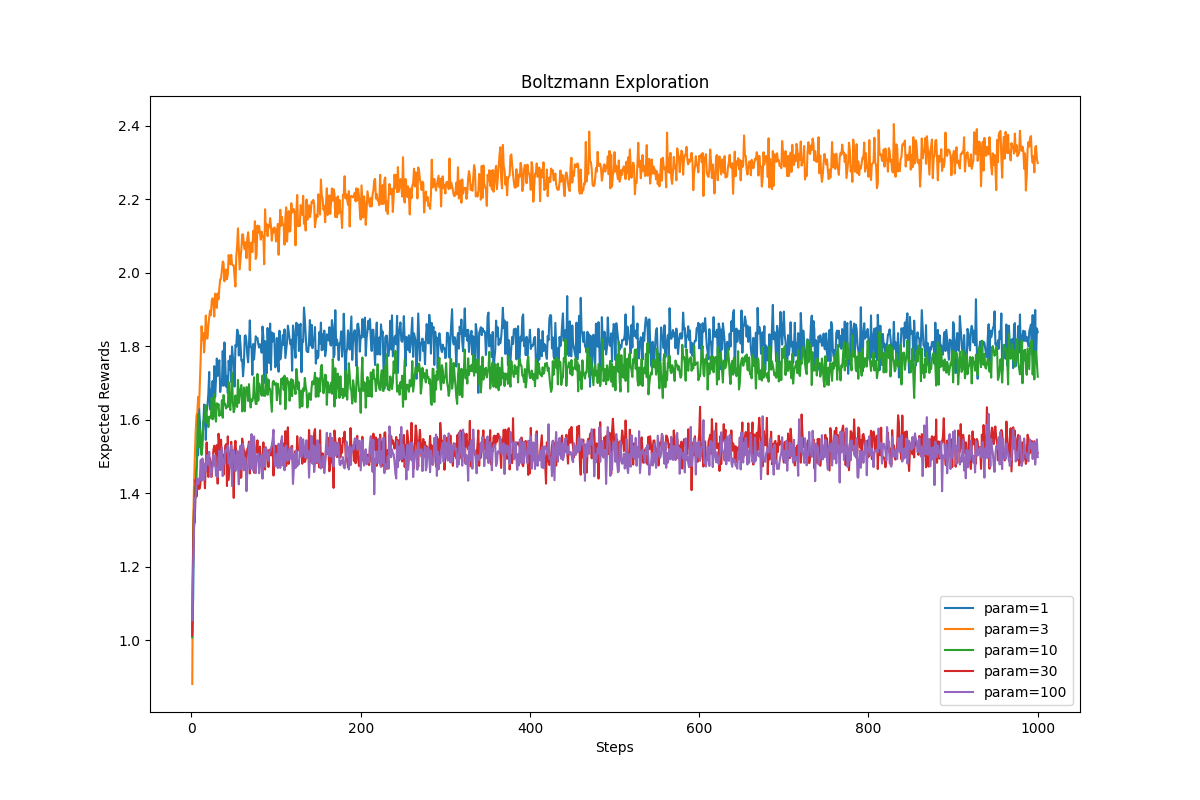 Boltzmann Exploration
Expected Rewards
2.4
2.2
2.0
1.8
1.6
1.4
1.2
1.0
0
200
400
600
800
1000
Steps
param=1
param=3
param=10
param=30
param=100